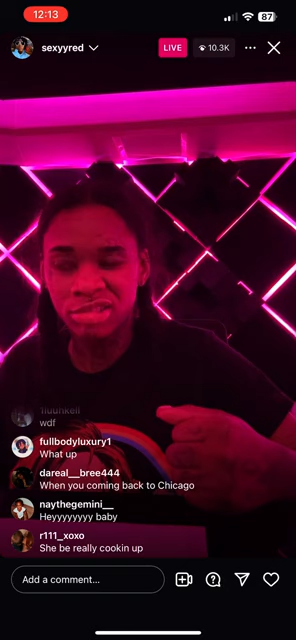 12:13
87
sexyyred
LIVE
10.3K
wdf
fullbodyluxury1
What up
dareal__bree444
When you coming back to Chicago
naythegemini__
Heyyyyyyyy baby
r111_xoxo
She be really cookin up
Add a comment...